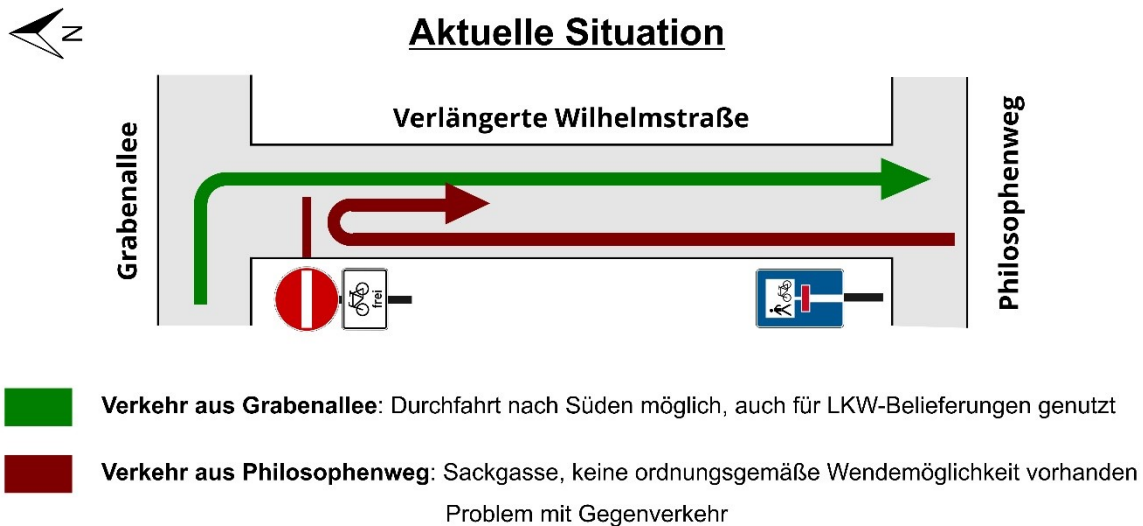 N
Aktuelle Situation
Verlängerte Wilhelmstraße
Grabenallee
Philosophenweg
frei
Verkehr aus Grabenallee: Durchfahrt nach Süden möglich, auch für LKW-Belieferungen genutzt
Verkehr aus Philosophenweg: Sackgasse, keine ordnungsgemäße Wendemöglichkeit vorhanden
Problem mit Gegenverkehr